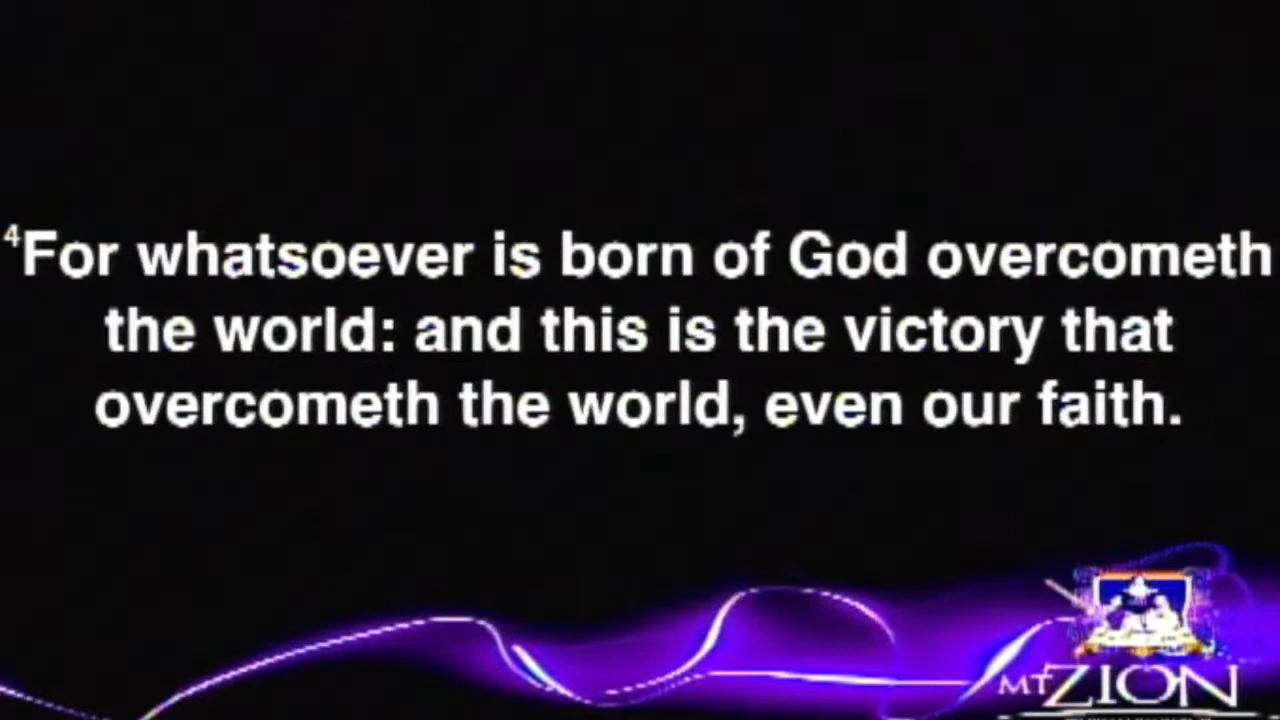 ⁴For whatsoever is born of God overcometh
the world: and this is the victory that
overcometh the world, even our faith.
MT ZION